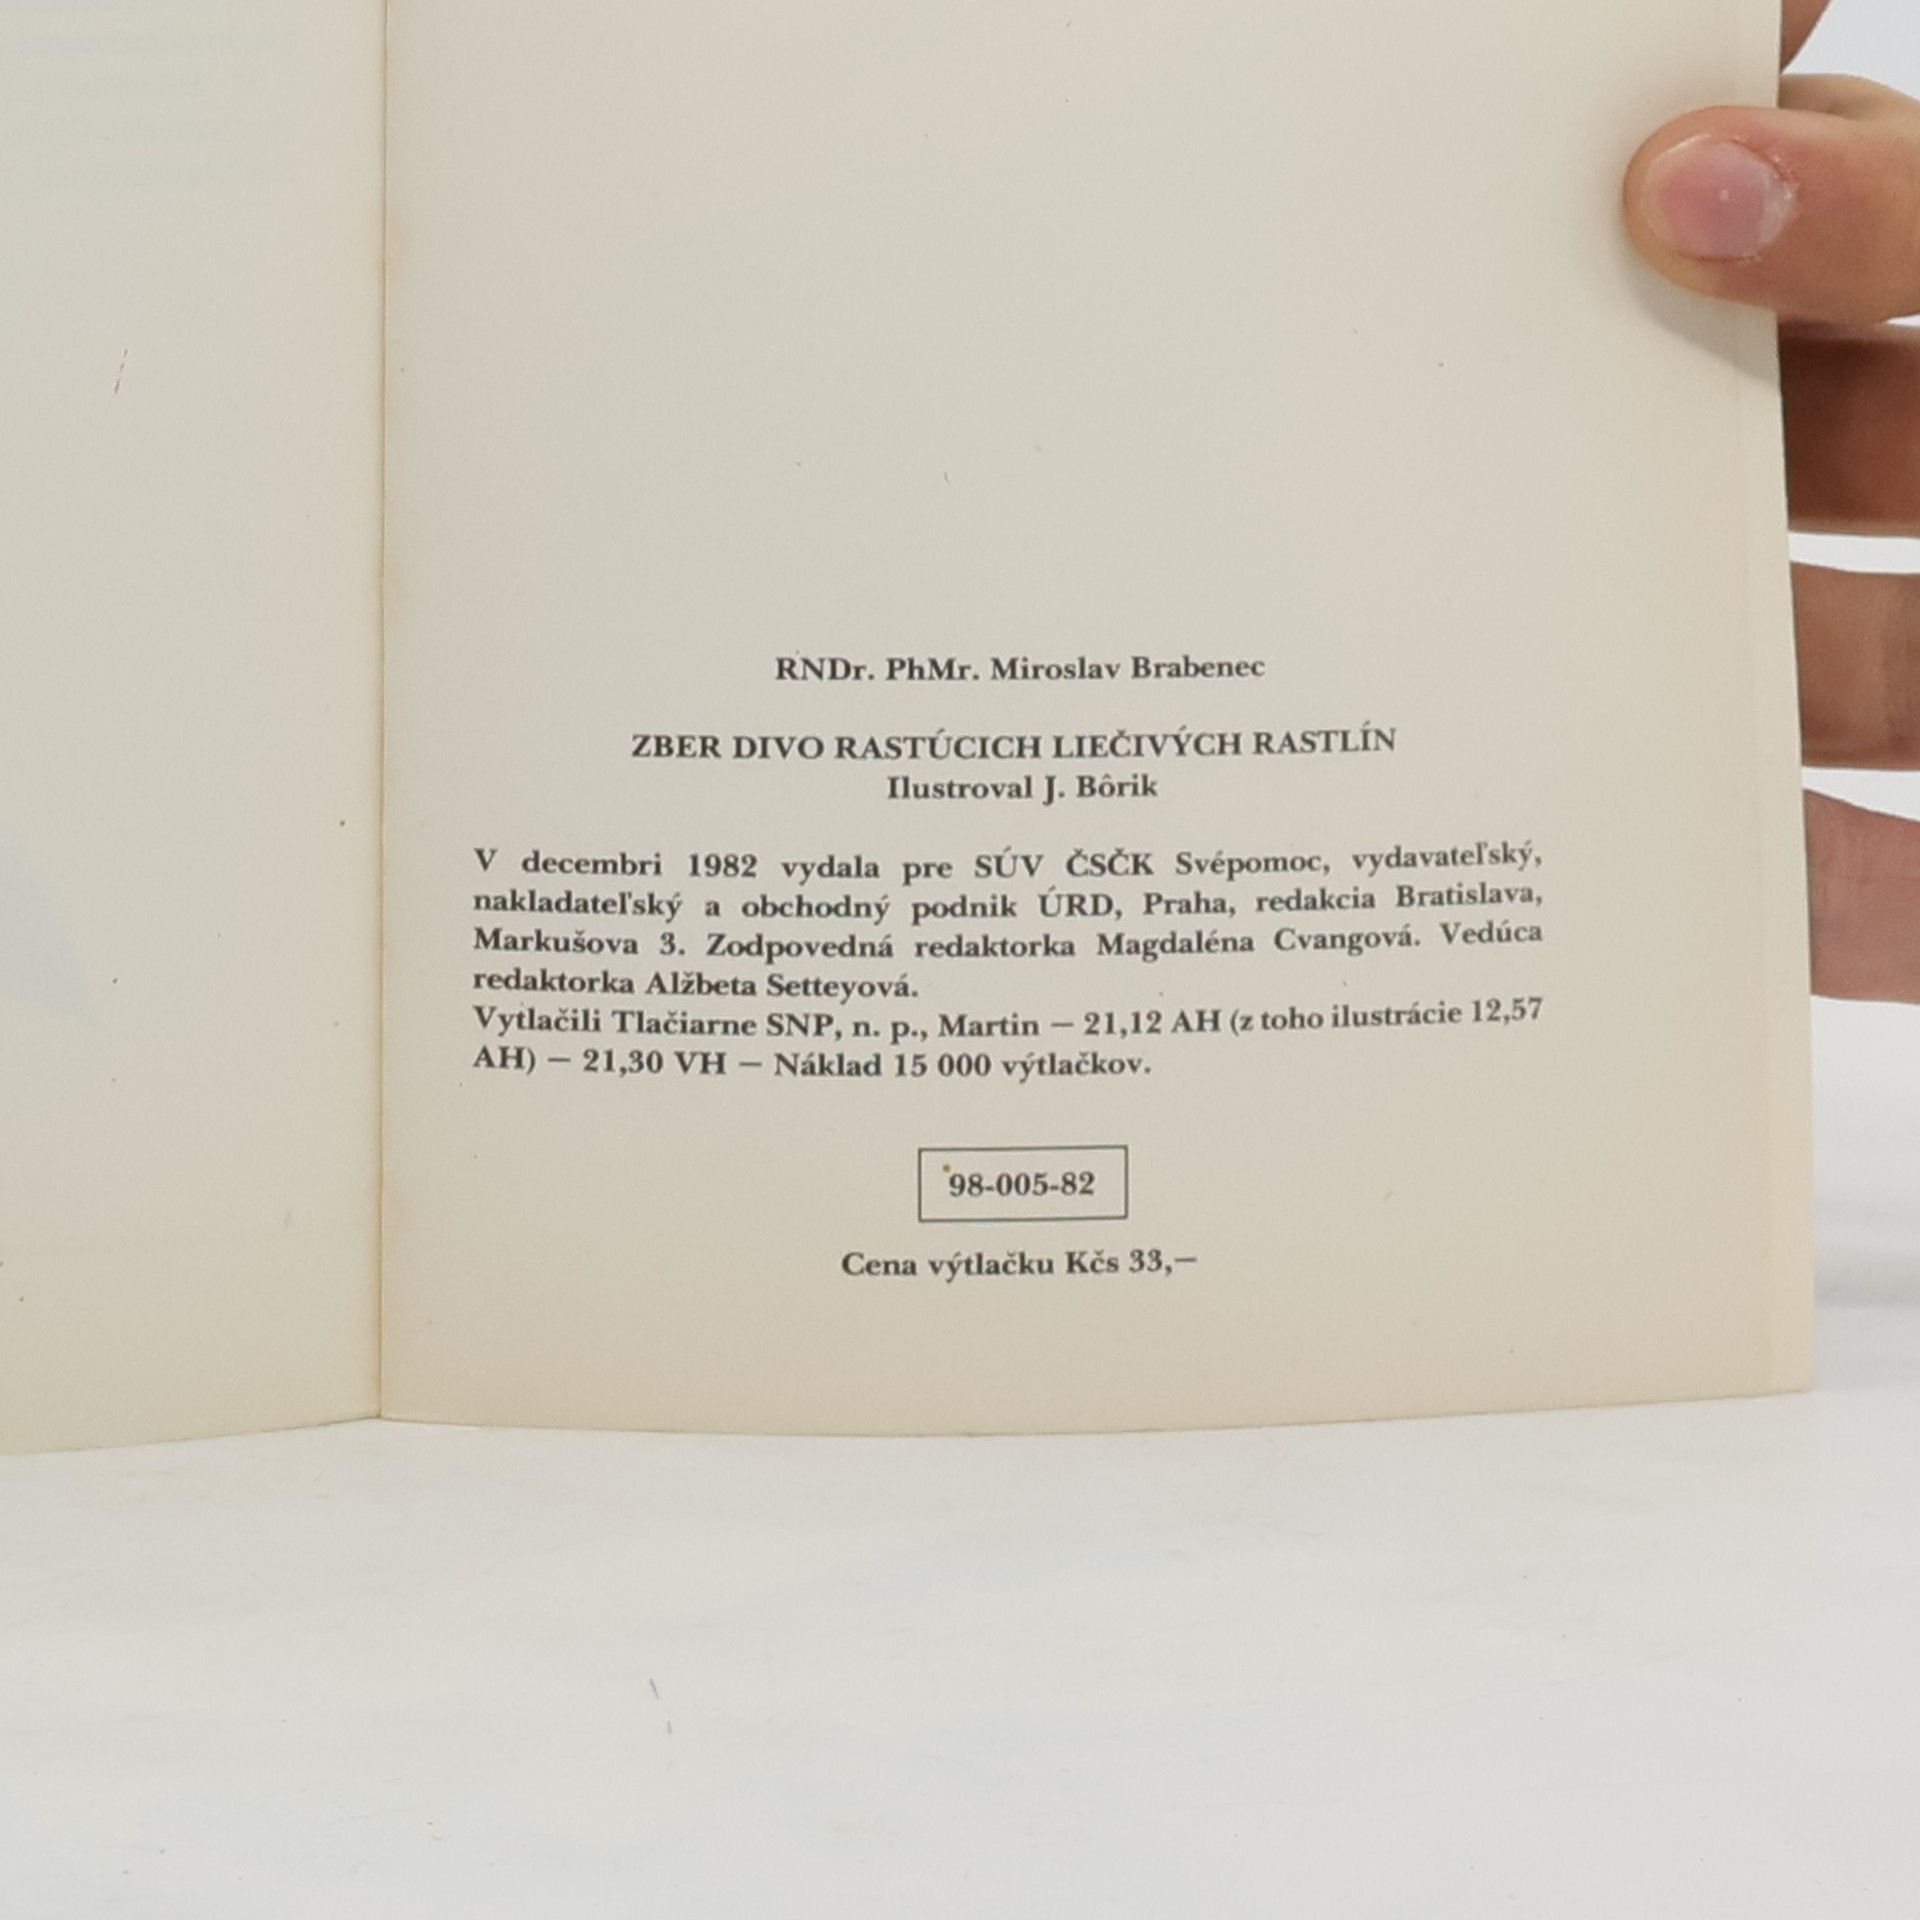 RNDr. PhMr. Miroslav Brabenec
ZBER DIVO RASTÚCICH LIEČIVÝCH RASTLÍN
Ilustroval J. Bôrik
V decembri 1982 vydala pre SÚV ČSČK Svépomoc, vydavateľský,
nakladateľský a obchodný podnik ÚRD, Praha, redakcia Bratislava,
Markušova 3. Zodpovedná redaktorka Magdaléna Cvangová. Vedúca
redaktorka Alžbeta Setteyová.
Vytlačili Tlačiarne SNP, n. p., Martin — 21,12 AH (z toho ilustrácie 12,57
AH) — 21,30 VH — Náklad 15 000 výtlačkov.
98-005-82
Cena výtlačku Kčs 33,—